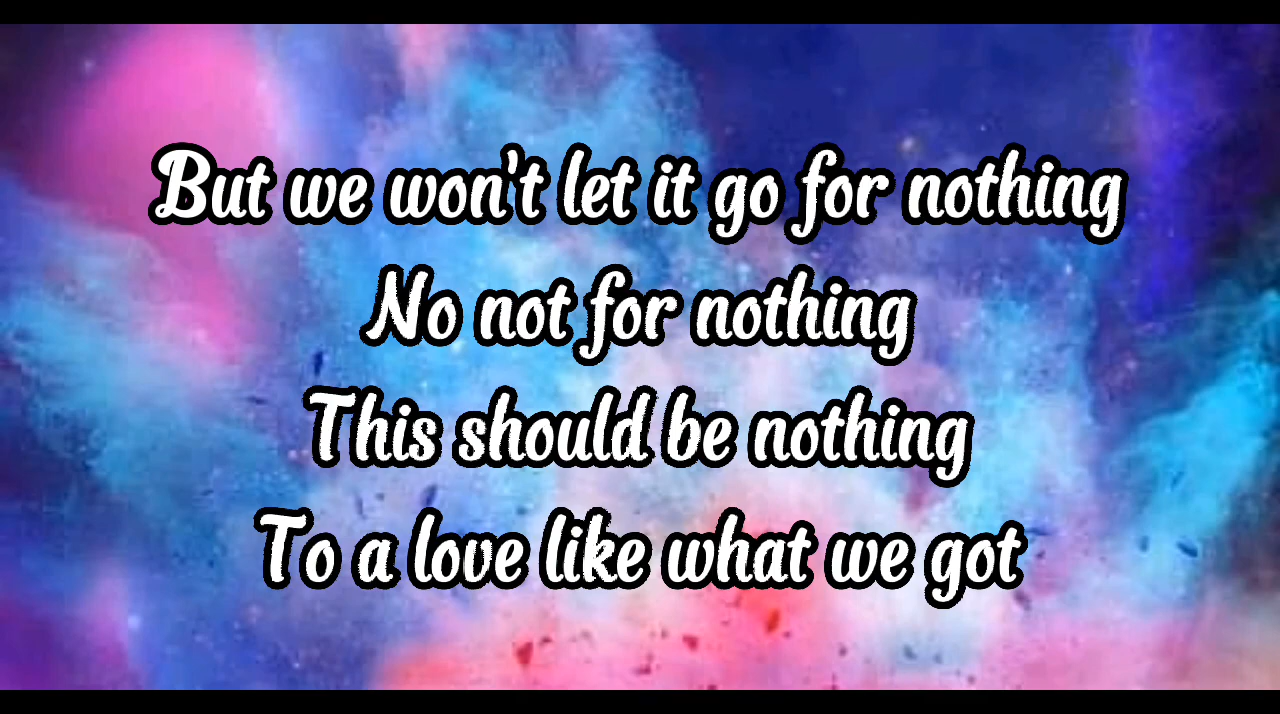 But we won't let it go for nothing
No not for nothing
This should be nothing
To a love like what we got